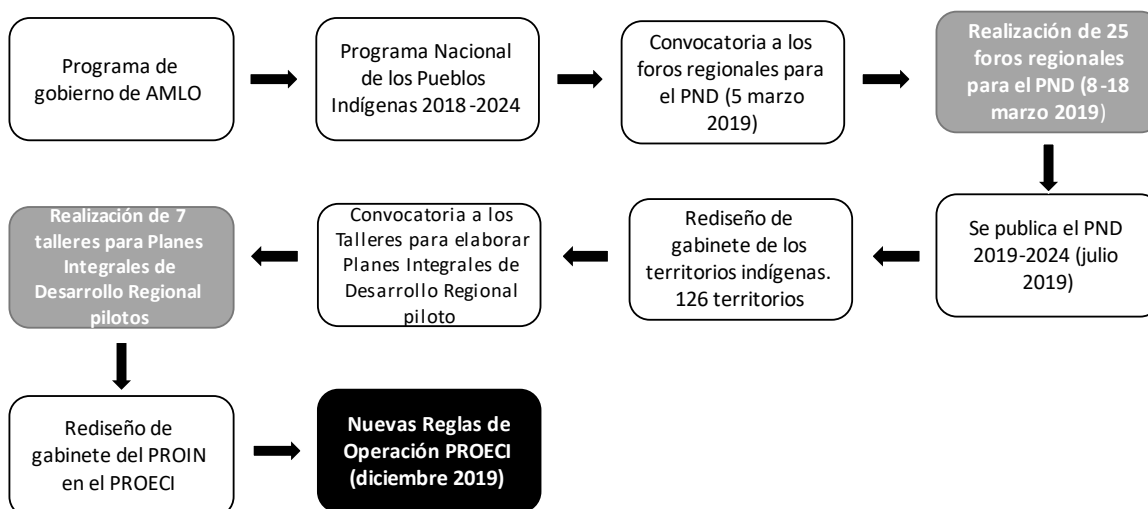 Programa de
gobierno de AMLO
Programa Nacional
de los Pueblos
Indígenas 2018-2024
Convocatoria a los
foros regionales para
el PND (5 marzo
2019)
Realización de 25
foros regionales
para el PND (8-18
marzo 2019)
Se publica el PND
2019-2024 (julio
2019)
Rediseño de
gabinete de los
territorios indígenas.
126 territorios
Convocatoria a los
Talleres para elaborar
Planes Integrales de
Desarrollo Regional
piloto
Realización de 7
talleres para Planes
Integrales de
Desarrollo Regional
pilotos
Rediseño de
gabinete del PROIN
en el PROECI
Nuevas Reglas de
Operación PROECI
(diciembre 2019)